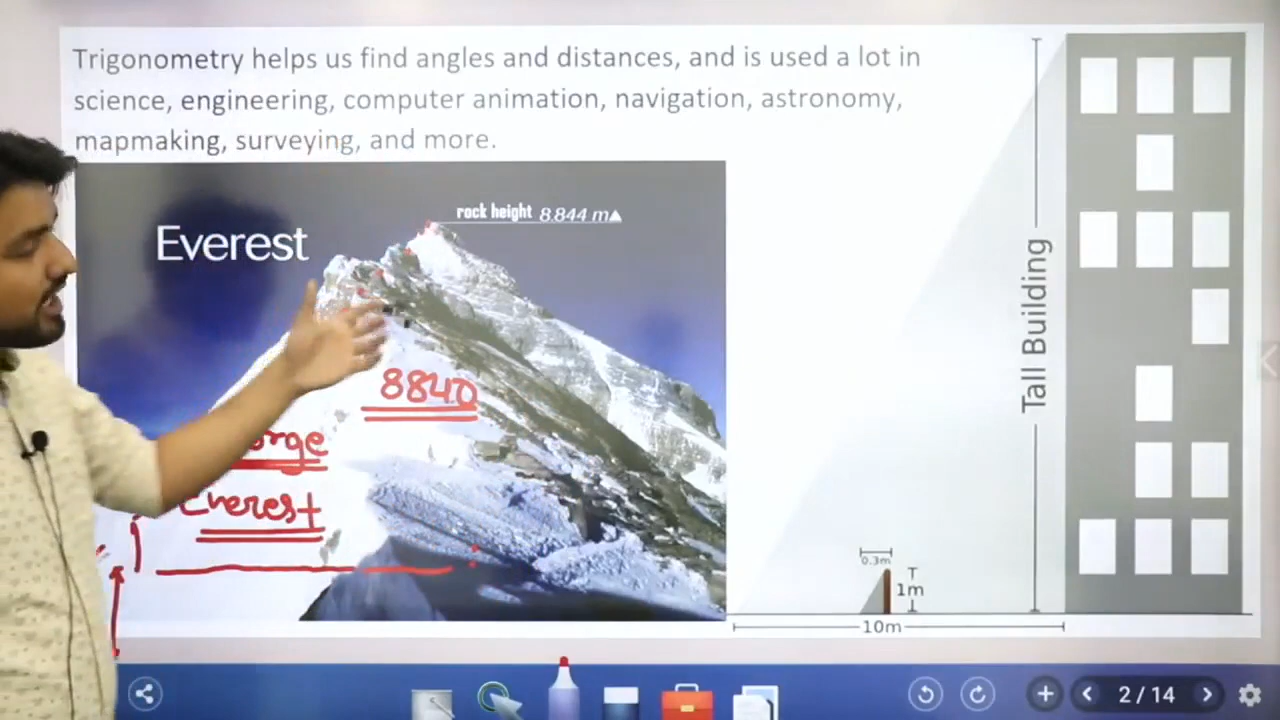 Trigonometry helps us find angles and distances, and is used a lot in
science, engineering, computer animation, navigation, astronomy,
mapmaking, surveying, and more.
rock height 8.844 m▲
Everest
8840
Everest
Tall Building
0.3m
1m
10m
2 / 14